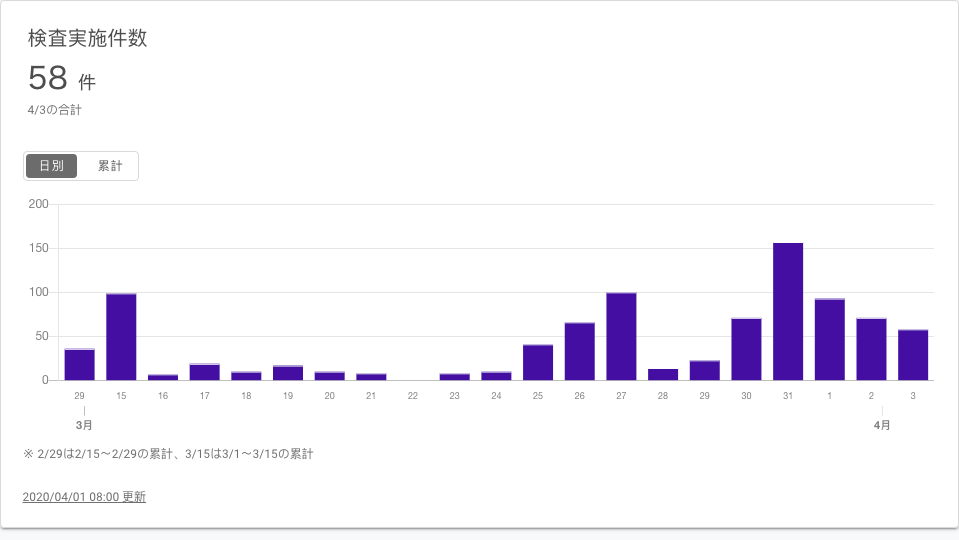 検査実施件数
58 件
4/3の合計
日別 累計
200
150
100
50
0
29 15 16 17 18 19 20 21 22 23 24 25 26 27 28 29 30 31 1 2 3
3月 4月
※ 2/29は2/15〜2/29の累計、3/15は3/1〜3/15の累計
2020/04/01 08:00 更新